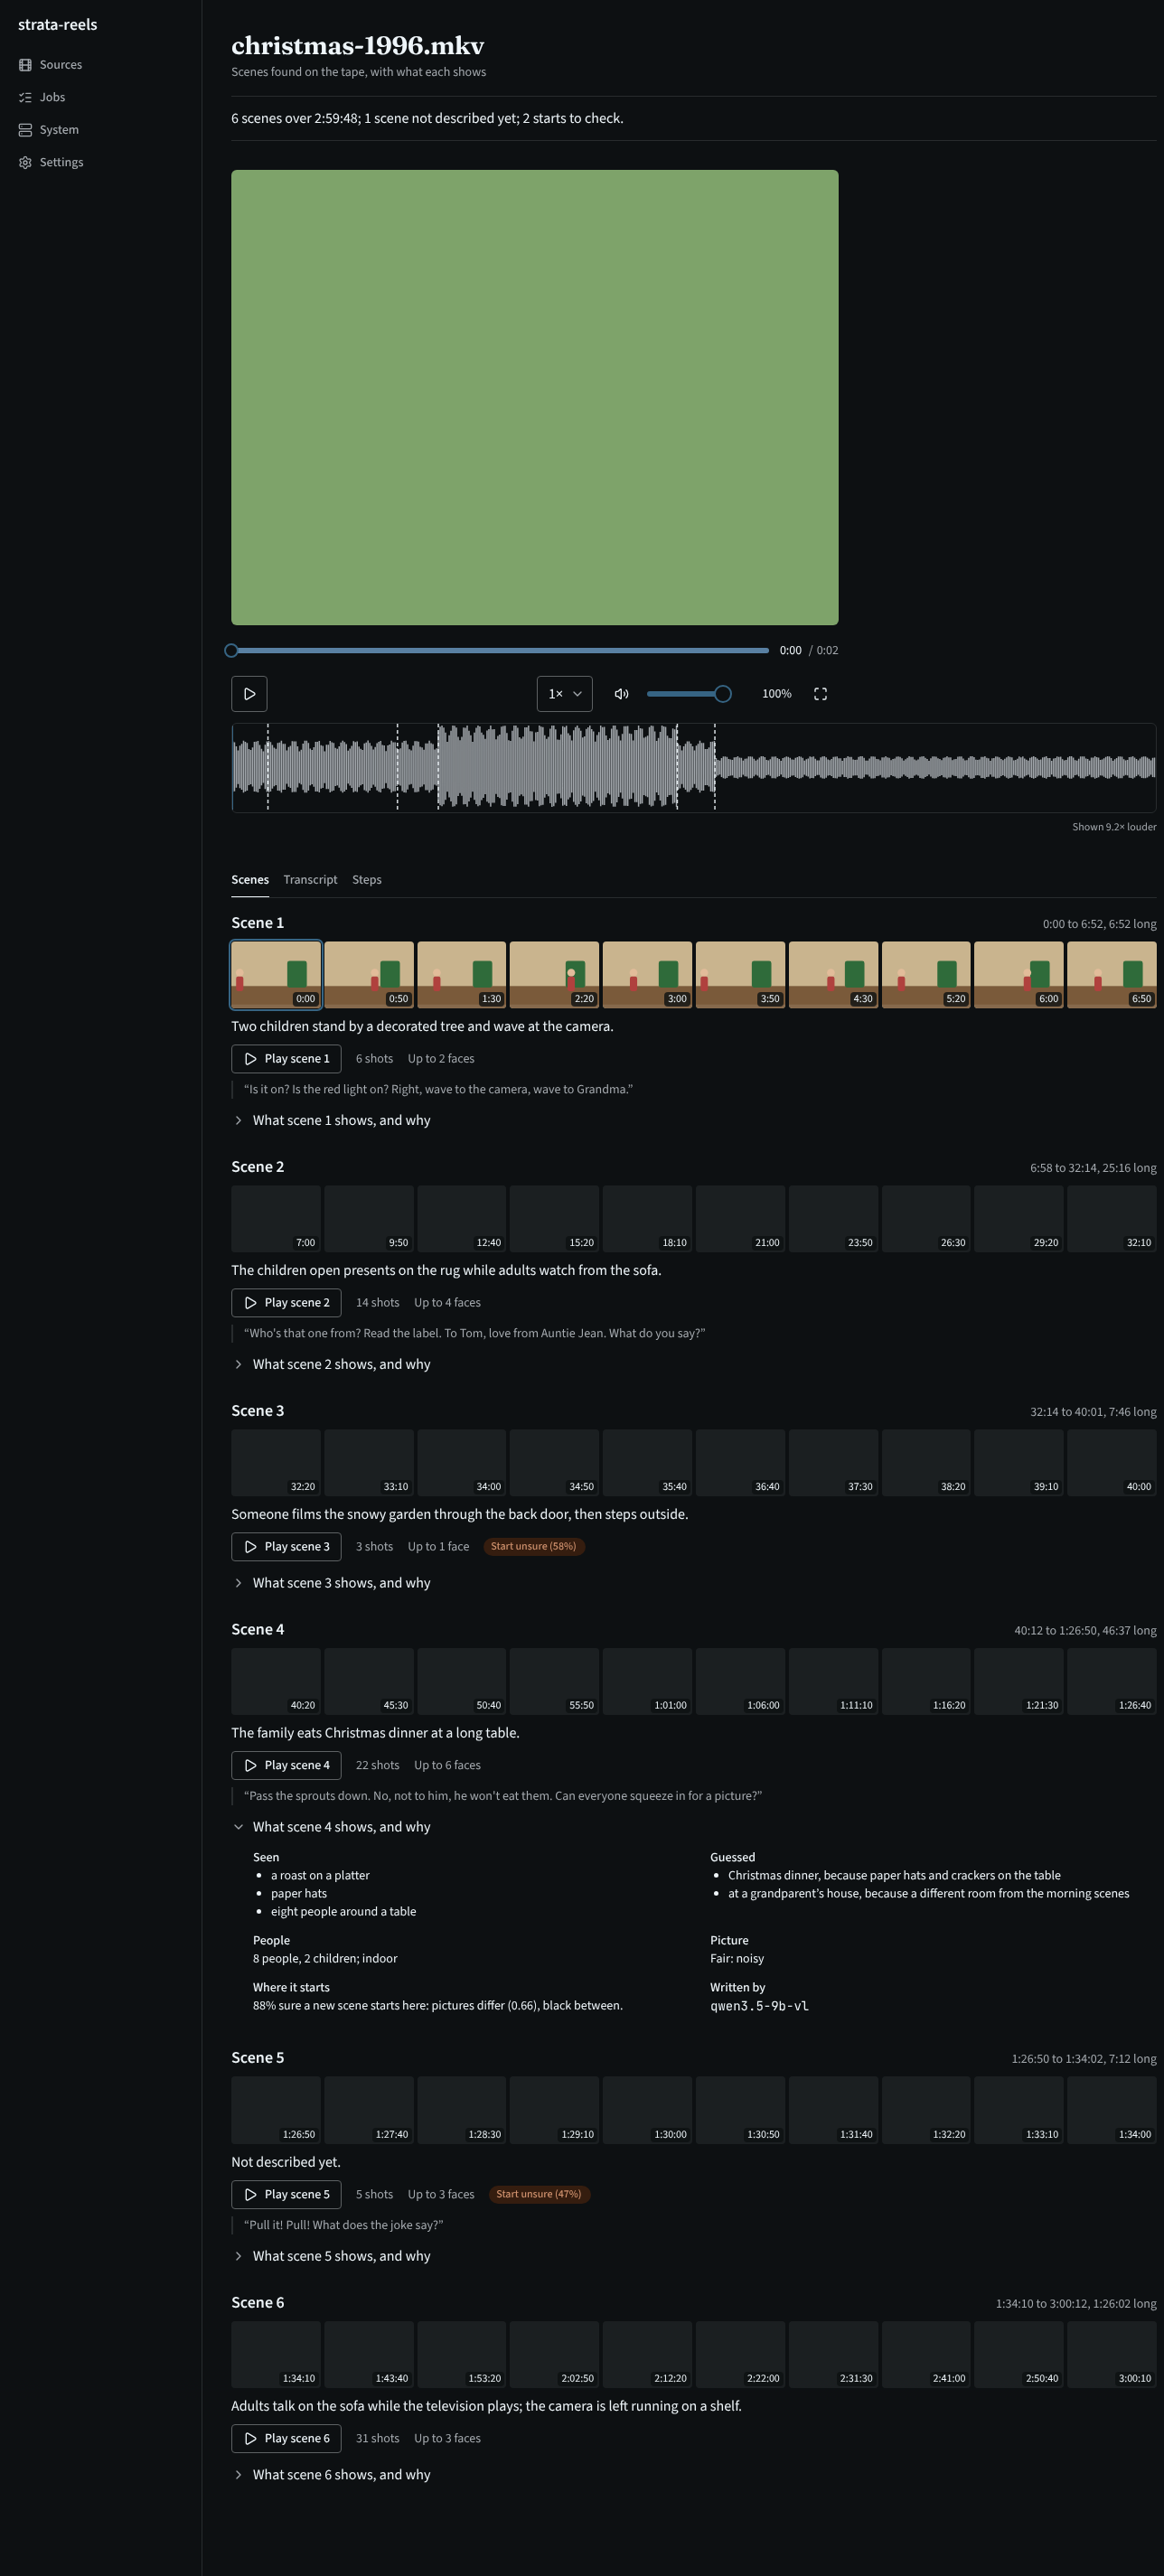 strata-reels
Sources
Jobs
System
Settings
christmas-1996.mkv
Scenes found on the tape, with what each shows
6 scenes over 2:59:48; 1 scene not described yet; 2 starts to check.
0:00 / 0:02
1× 100%
Shown 9.2× louder
Scenes Transcript Steps
Scene 1 0:00 to 6:52, 6:52 long
0:00 0:50 1:30 2:20 3:00 3:50 4:30 5:20 6:00 6:50
Two children stand by a decorated tree and wave at the camera.
Play scene 1 6 shots Up to 2 faces
“Is it on? Is the red light on? Right, wave to the camera, wave to Grandma.”
What scene 1 shows, and why
Scene 2 6:58 to 32:14, 25:16 long
7:00 9:50 12:40 15:20 18:10 21:00 23:50 26:30 29:20 32:10
The children open presents on the rug while adults watch from the sofa.
Play scene 2 14 shots Up to 4 faces
“Who's that one from? Read the label. To Tom, love from Auntie Jean. What do you say?”
What scene 2 shows, and why
Scene 3 32:14 to 40:01, 7:46 long
32:20 33:10 34:00 34:50 35:40 36:40 37:30 38:20 39:10 40:00
Someone films the snowy garden through the back door, then steps outside.
Play scene 3 3 shots Up to 1 face Start unsure (58%)
What scene 3 shows, and why
Scene 4 40:12 to 1:26:50, 46:37 long
40:20 45:30 50:40 55:50 1:01:00 1:06:00 1:11:10 1:16:20 1:21:30 1:26:40
The family eats Christmas dinner at a long table.
Play scene 4 22 shots Up to 6 faces
“Pass the sprouts down. No, not to him, he won't eat them. Can everyone squeeze in for a picture?”
What scene 4 shows, and why
Seen
a roast on a platter
paper hats
eight people around a table
Guessed
Christmas dinner, because paper hats and crackers on the table
at a grandparent’s house, because a different room from the morning scenes
People
8 people, 2 children; indoor
Picture
Fair: noisy
Where it starts
88% sure a new scene starts here: pictures differ (0.66), black between.
Written by
qwen3.5-9b-vl
Scene 5 1:26:50 to 1:34:02, 7:12 long
1:26:50 1:27:40 1:28:30 1:29:10 1:30:00 1:30:50 1:31:40 1:32:20 1:33:10 1:34:00
Not described yet.
Play scene 5 5 shots Up to 3 faces Start unsure (47%)
“Pull it! Pull! What does the joke say?”
What scene 5 shows, and why
Scene 6 1:34:10 to 3:00:12, 1:26:02 long
1:34:10 1:43:40 1:53:20 2:02:50 2:12:20 2:22:00 2:31:30 2:41:00 2:50:40 3:00:10
Adults talk on the sofa while the television plays; the camera is left running on a shelf.
Play scene 6 31 shots Up to 3 faces
What scene 6 shows, and why